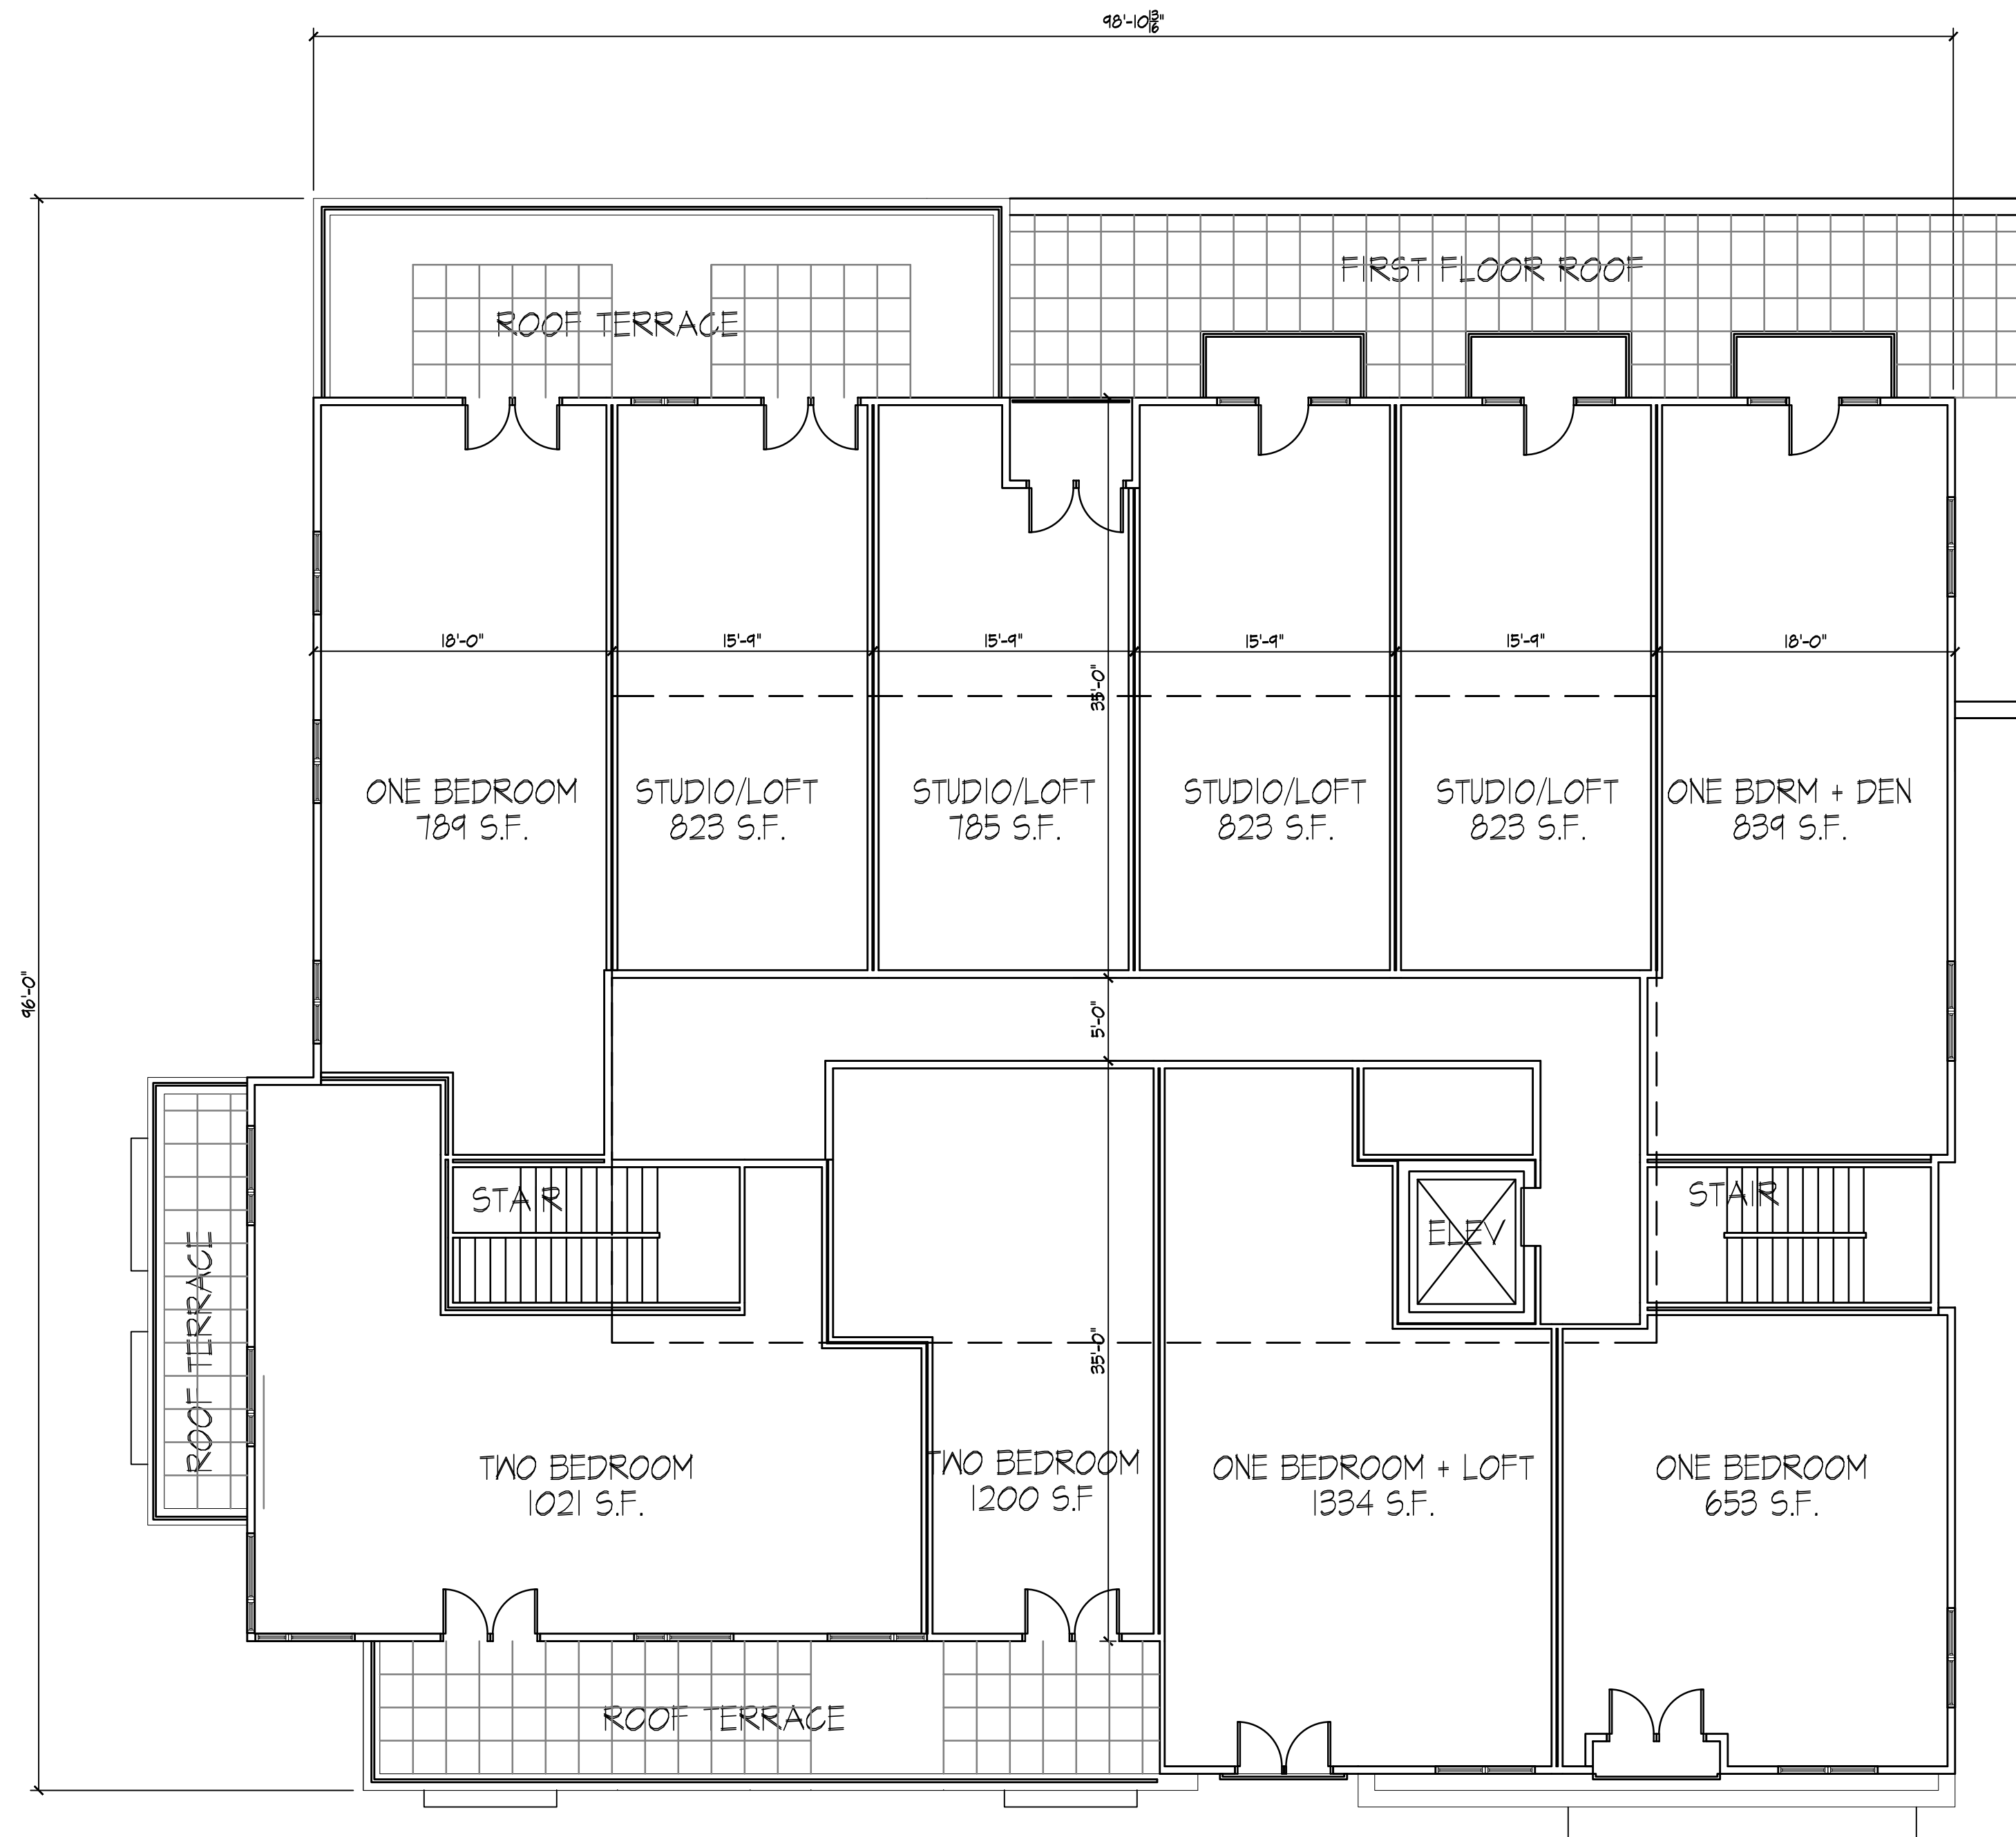 98'-10 13/16"
FIRST FLOOR ROOF
ROOF TERRACE
18'-0"
15'-9"
15'-9"
15'-9"
15'-9"
18'-0"
35'-0"
ONE BEDROOM
789 S.F.
STUDIO/LOFT
823 S.F.
STUDIO/LOFT
785 S.F.
STUDIO/LOFT
823 S.F.
STUDIO/LOFT
823 S.F.
ONE BDRM + DEN
839 S.F.
96'-0"
5'-0"
STAIR
ELEV
STAIR
ROOF TERRACE
35'-0"
TWO BEDROOM
1021 S.F.
TWO BEDROOM
1200 S.F
ONE BEDROOM + LOFT
1334 S.F.
ONE BEDROOM
653 S.F.
ROOF TERRACE